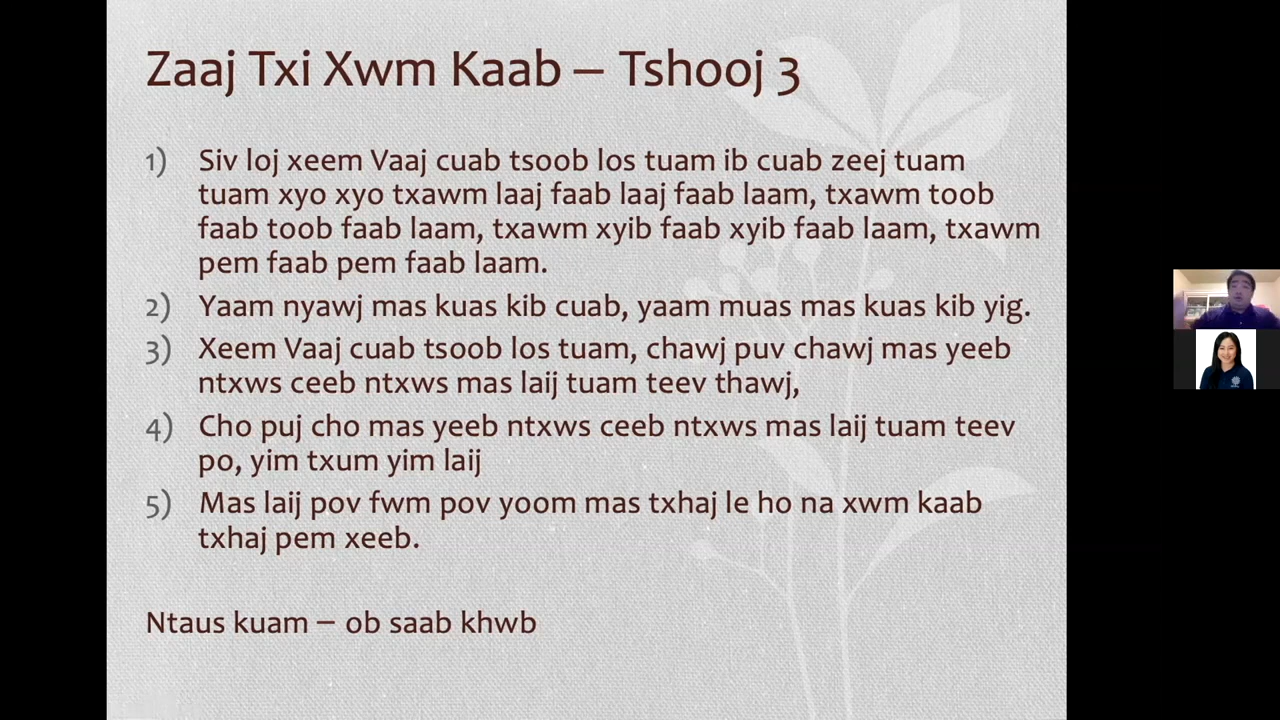 Zaaj Txi Xwm Kaab – Tshooj 3
1) Siv loj xeem Vaaj cuab tsoob los tuam ib cuab zeej tuam
tuam xyo xyo txawm laaj faab laaj faab laam, txawm toob
faab toob faab laam, txawm xyib faab xyib faab laam, txawm
pem faab pem faab laam.
2) Yaam nyawj mas kuas kib cuab, yaam muas mas kuas kib yig.
3) Xeem Vaaj cuab tsoob los tuam, chawj puv chawj mas yeeb
ntxws ceeb ntxws mas laij tuam teev thawj,
4) Cho puj cho mas yeeb ntxws ceeb ntxws mas laij tuam teev
po, yim txum yim laij
5) Mas laij pov fwm pov yoom mas txhaj le ho na xwm kaab
txhaj pem xeeb.
Ntaus kuam – ob saab khwb